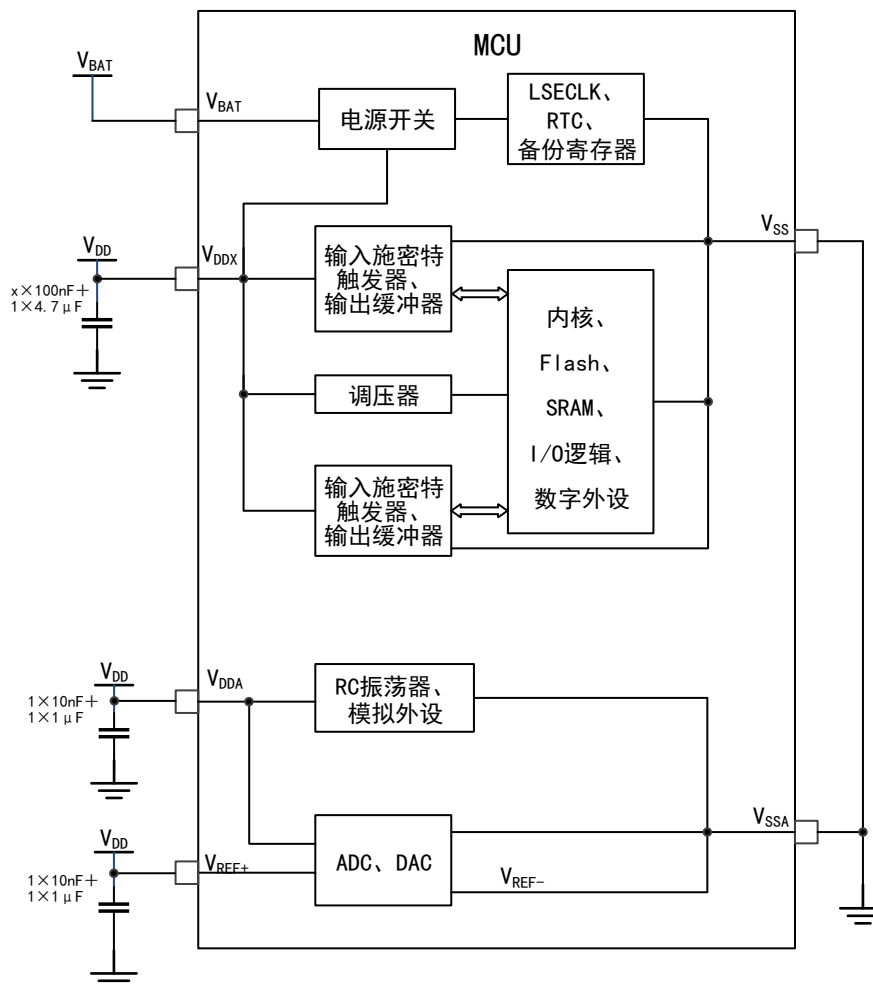 MCU
VBAT
VBAT
电源开关
LSECLK、
RTC、
备份寄存器
VSS
VDD
VDDX
x×100nF+
1×4.7μF
输入施密特
触发器、
输出缓冲器
内核、
Flash、
SRAM、
I/O逻辑、
数字外设
调压器
输入施密特
触发器、
输出缓冲器
VDD
VDDA
1×10nF+
1×1μF
RC振荡器、
模拟外设
VDD
VREF+
1×10nF+
1×1μF
ADC、DAC
VREF-
VSSA